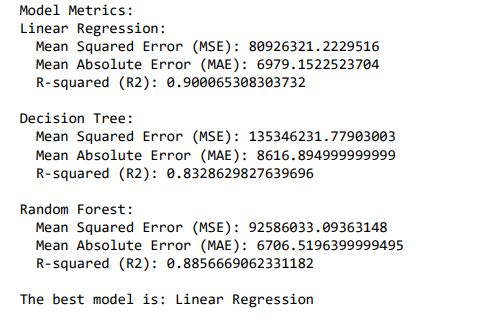 Model Metrics:
Linear Regression:
Mean Squared Error (MSE): 80926321.2229516
Mean Absolute Error (MAE): 6979.1522523704
R-squared (R2): 0.900065308303732
Decision Tree:
Mean Squared Error (MSE): 135346231.77903003
Mean Absolute Error (MAE): 8616.894999999999
R-squared (R2): 0.8328629827639696
Random Forest:
Mean Squared Error (MSE): 92586033.09363148
Mean Absolute Error (MAE): 6706.5196399999495
R-squared (R2): 0.8856669062331182
The best model is: Linear Regression